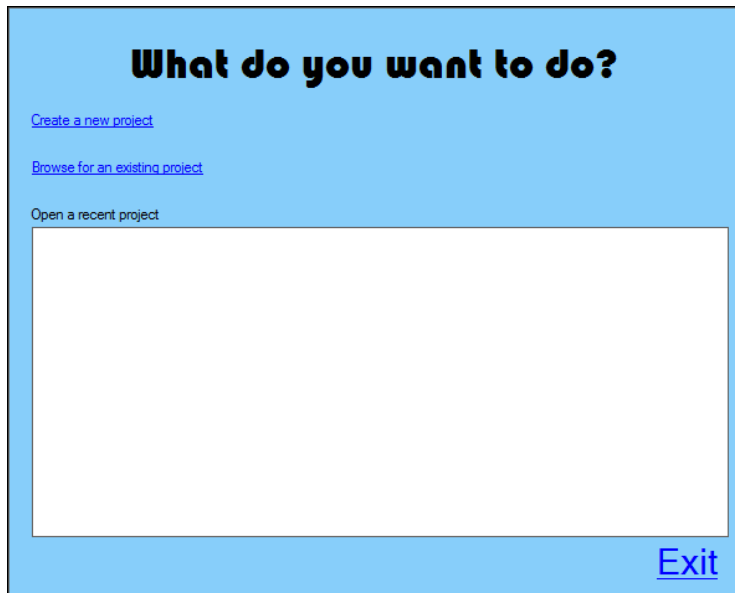 What do you want to do?
Create a new project
Browse for an existing project
Open a recent project
Exit